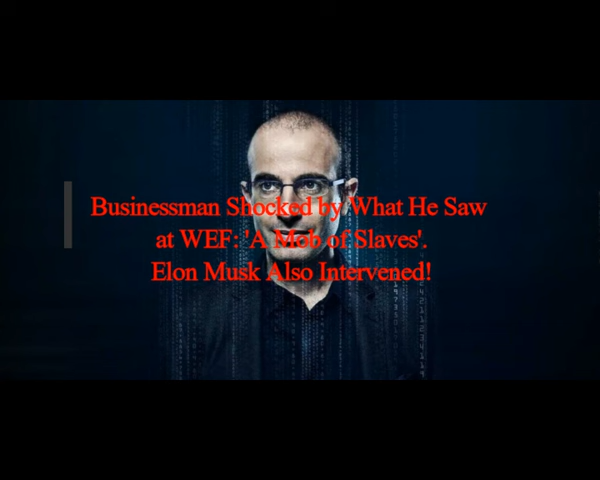 Businessman Shocked by What He Saw
at WEF: 'A Mob of Slaves'.
Elon Musk Also Intervened!